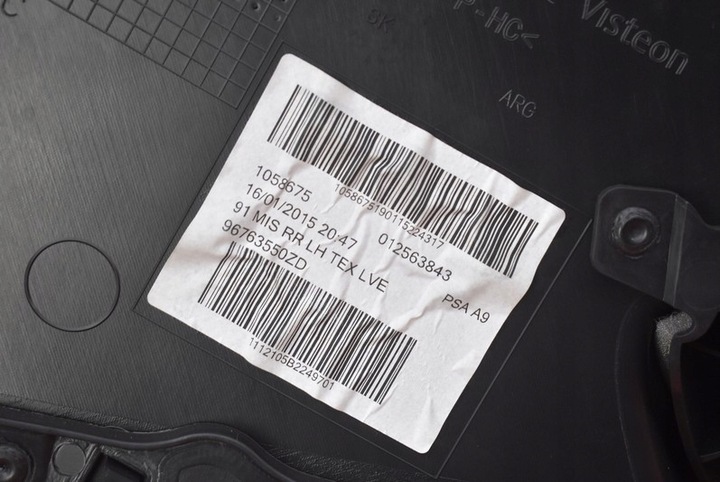 OK
P-HC<
Visteon
ARG
1058675190115224317
1058675
16/01/2015 20:47 012563843
91 MIS RR LH TEX LVE
96763550ZD
PSA A9
1112105B2249701